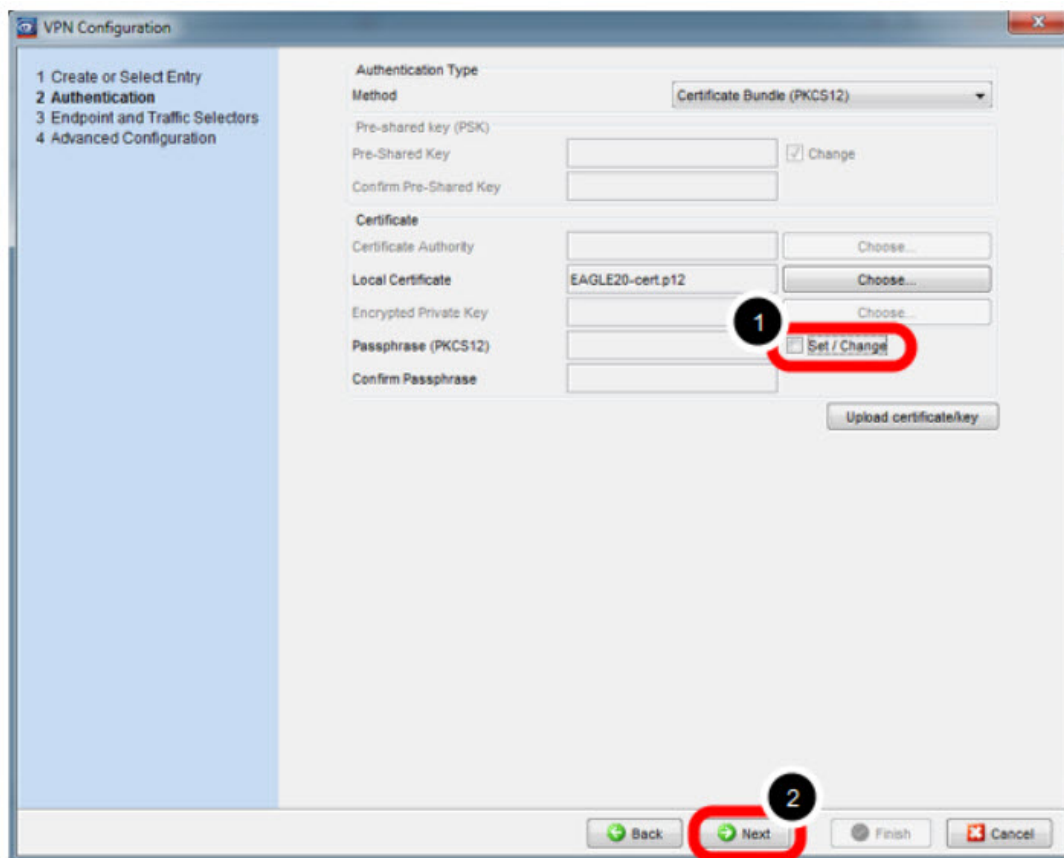 VPN Configuration
1 Create or Select Entry
2 Authentication
3 Endpoint and Traffic Selectors
4 Advanced Configuration
Authentication Type
Method Certificate Bundle (PKCS12)
Pre-shared key (PSK)
Pre-Shared Key Change
Confirm Pre-Shared Key
Certificate
Certificate Authority Choose...
Local Certificate EAGLE20-cert.p12 Choose...
Encrypted Private Key Choose...
1
Passphrase (PKCS12) Set / Change
Confirm Passphrase
Upload certificate/key
2
Back Next Finish Cancel